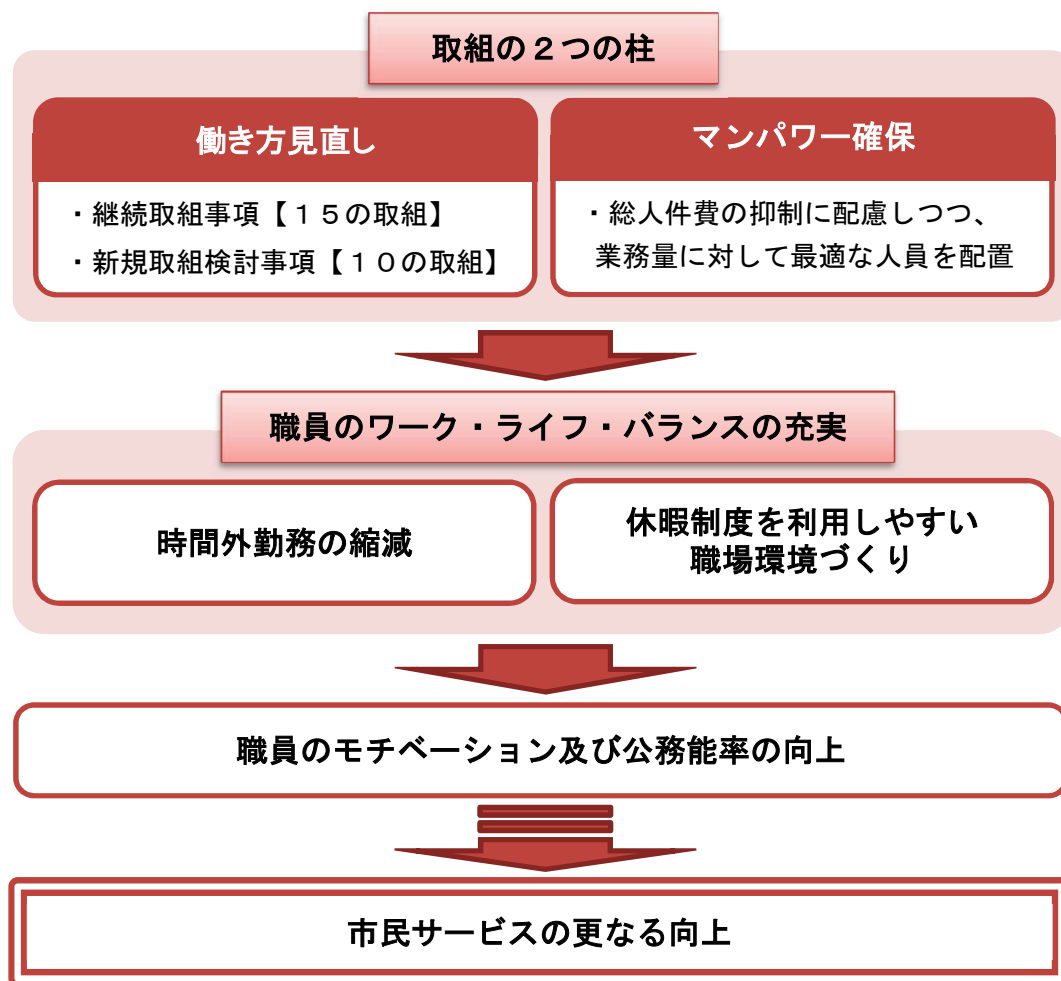 取組の２つの柱
働き方見直し
・継続取組事項【１５の取組】
・新規取組検討事項【１０の取組】
マンパワー確保
・総人件費の抑制に配慮しつつ、
業務量に対して最適な人員を配置
職員のワーク・ライフ・バランスの充実
時間外勤務の縮減
休暇制度を利用しやすい
職場環境づくり
職員のモチベーション及び公務能率の向上
市民サービスの更なる向上